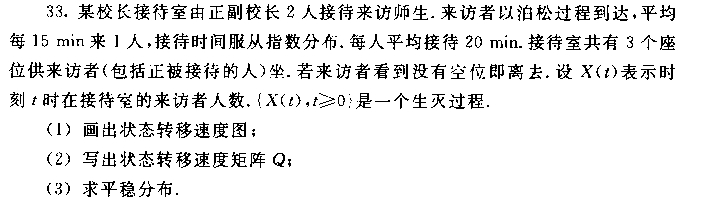 33. 某校长接待室由正副校长 2 人接待来访师生. 来访者以泊松过程到达,平均
每 15 min 来 1 人,接待时间服从指数分布. 每人平均接待 20 min. 接待室共有 3 个座
位供来访者(包括正被接待的人)坐. 若来访者看到没有空位即离去. 设 X(t)表示时
刻 t 时在接待室的来访者人数. {X(t),t≥0}是一个生灭过程.
(1) 画出状态转移速度图;
(2) 写出状态转移速度矩阵 Q;
(3) 求平稳分布.